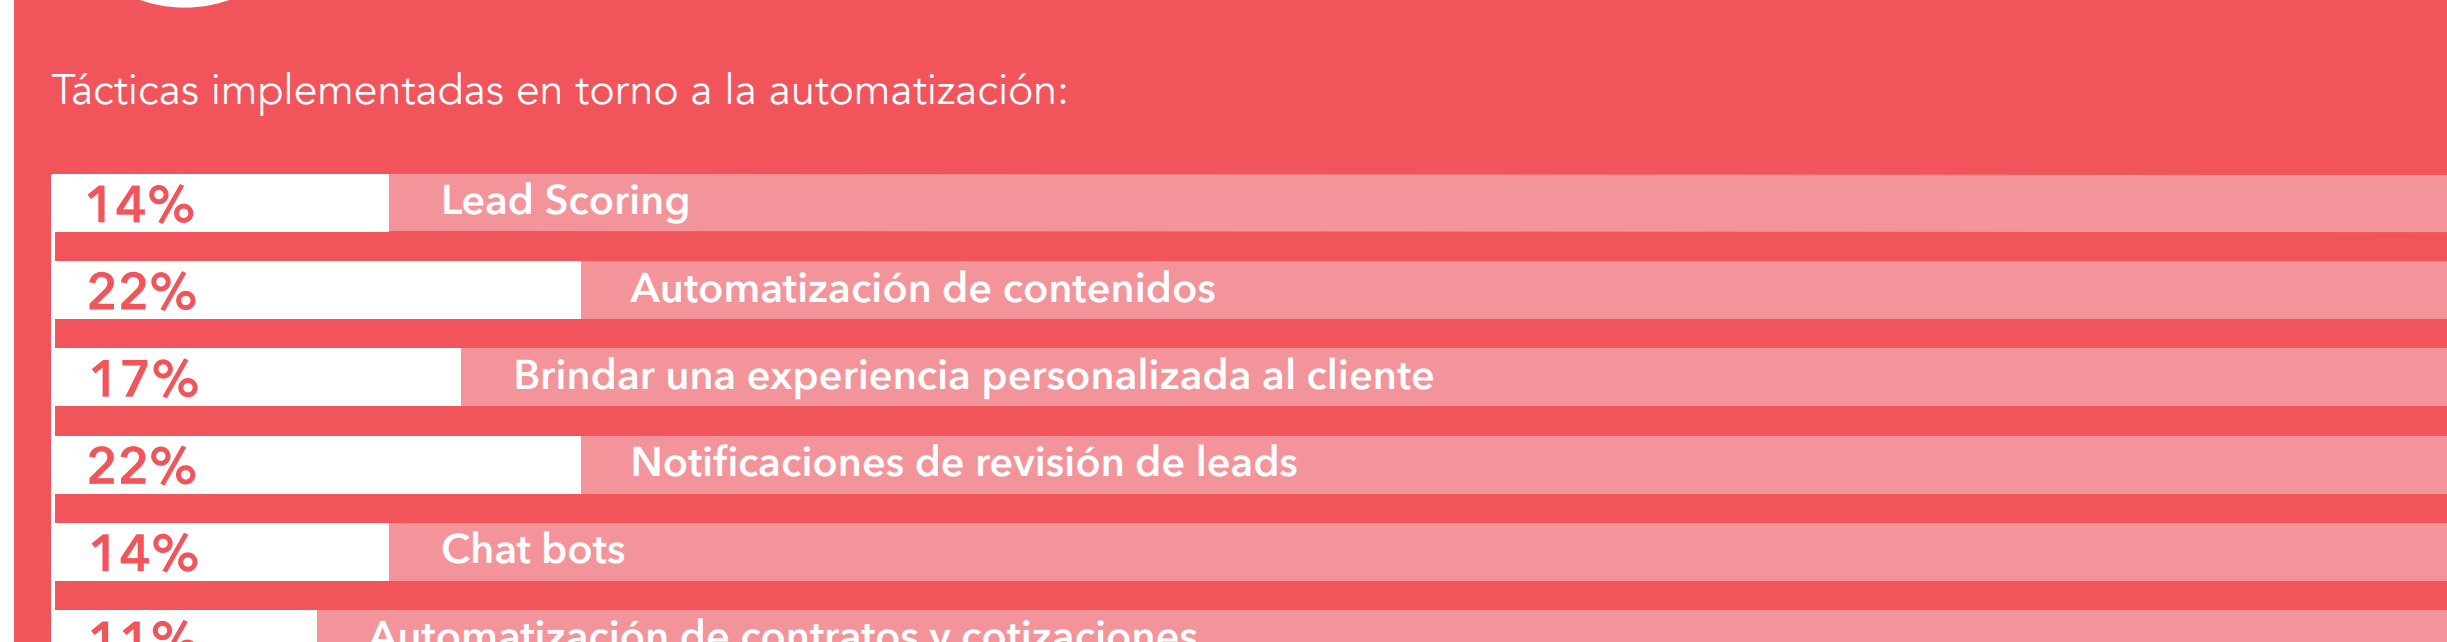 Tácticas implementadas en torno a la automatización:
14% Lead Scoring
22% Automatización de contenidos
17% Brindar una experiencia personalizada al cliente
22% Notificaciones de revisión de leads
14% Chat bots
11% Automatización de contratos y cotizaciones